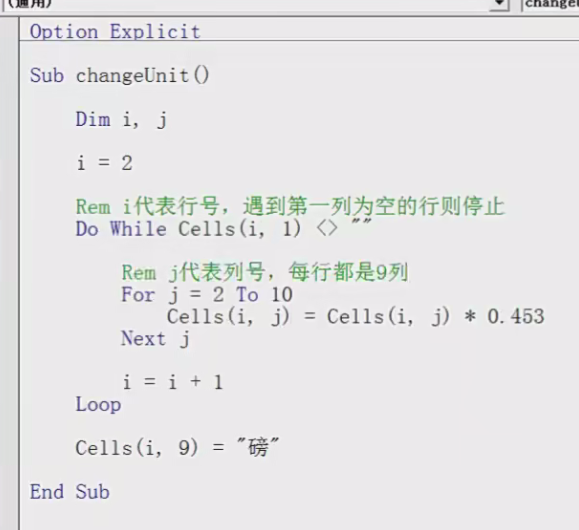 (通用)
Option Explicit
Sub changeUnit()
Dim i, j
i = 2
Rem i代表行号，遇到第一列为空的行则停止
Do While Cells(i, 1) <> ""
Rem j代表列号，每行都是9列
For j = 2 To 10
Cells(i, j) = Cells(i, j) * 0.453
Next j
i = i + 1
Loop
Cells(i, 9) = "磅"
End Sub